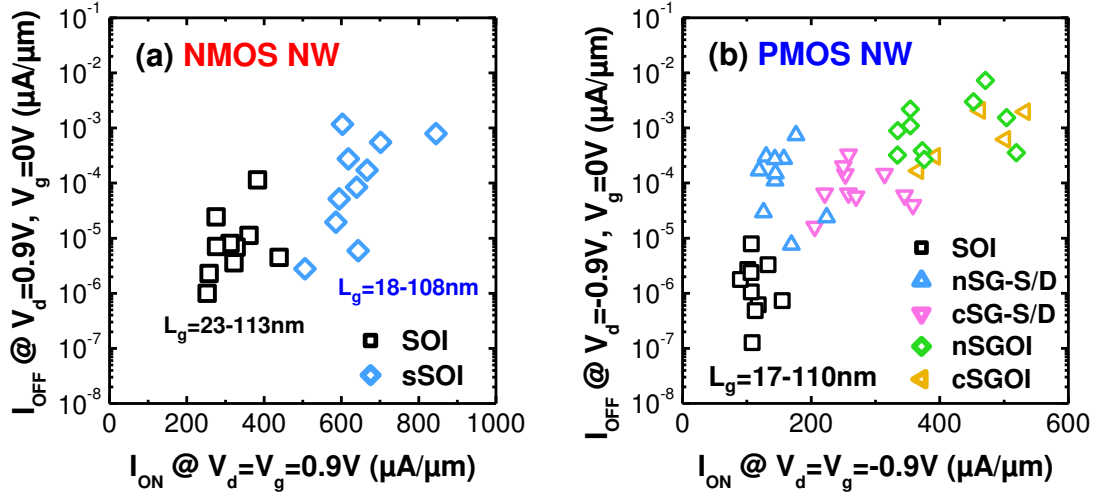 (a) NMOS NW
I_OFF @ V_d=0.9V, V_g=0V (µA/µm)
10^-1
10^-2
10^-3
10^-4
10^-5
10^-6
10^-7
10^-8
L_g=18-108nm
L_g=23-113nm
SOI
sSOI
0 200 400 600 800 1000
I_ON @ V_d=V_g=0.9V (µA/µm)
(b) PMOS NW
I_OFF @ V_d=-0.9V, V_g=0V (µA/µm)
10^-1
10^-2
10^-3
10^-4
10^-5
10^-6
10^-7
10^-8
SOI
nSG-S/D
cSG-S/D
nSGOI
cSGOI
L_g=17-110nm
0 200 400 600
I_ON @ V_d=V_g=-0.9V (µA/µm)